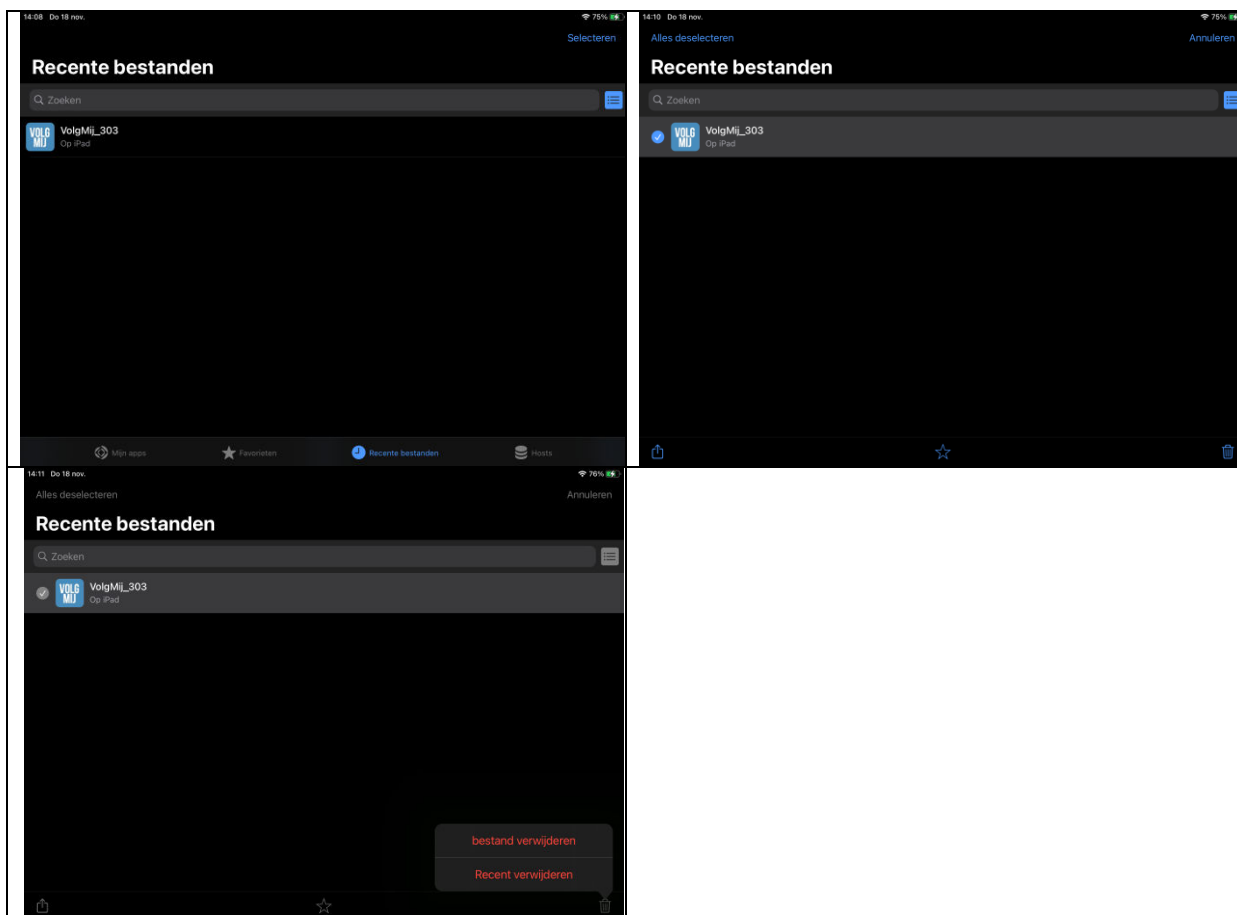 14:08 Do 18 nov.
75%
Selecteren
Recente bestanden
Zoeken
VOLG
MIJ
VolgMij_303
Op iPad
Mijn apps
Favorieten
Recente bestanden
Hosts
14:10 Do 18 nov.
75%
Alles deselecteren
Annuleren
Recente bestanden
Zoeken
VOLG
MIJ
VolgMij_303
Op iPad
14:11 Do 18 nov.
76%
Alles deselecteren
Annuleren
Recente bestanden
Zoeken
VOLG
MIJ
VolgMij_303
Op iPad
bestand verwijderen
Recent verwijderen